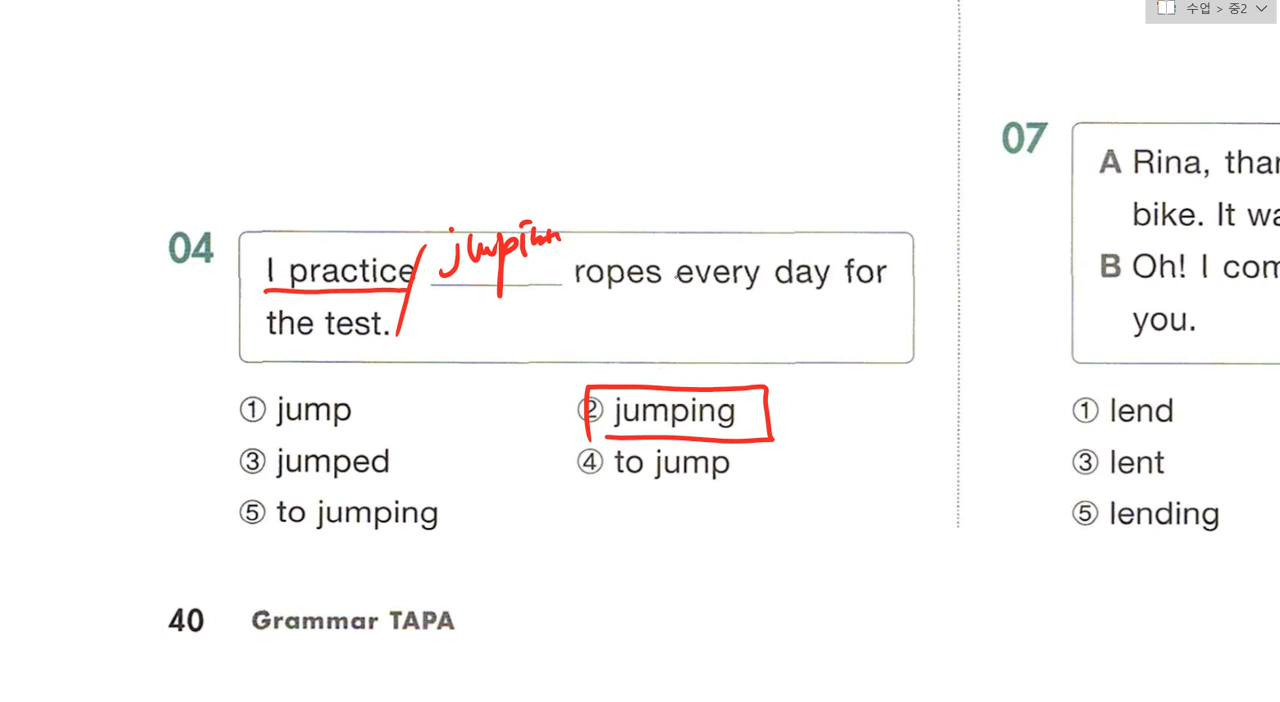 수업 > 중2
04
jumpin
I practice ropes every day for
the test.
① jump
② jumping
③ jumped
④ to jump
⑤ to jumping
40 Grammar TAPA
07
A Rina, than
bike. It wa
B Oh! I com
you.
① lend
③ lent
⑤ lending